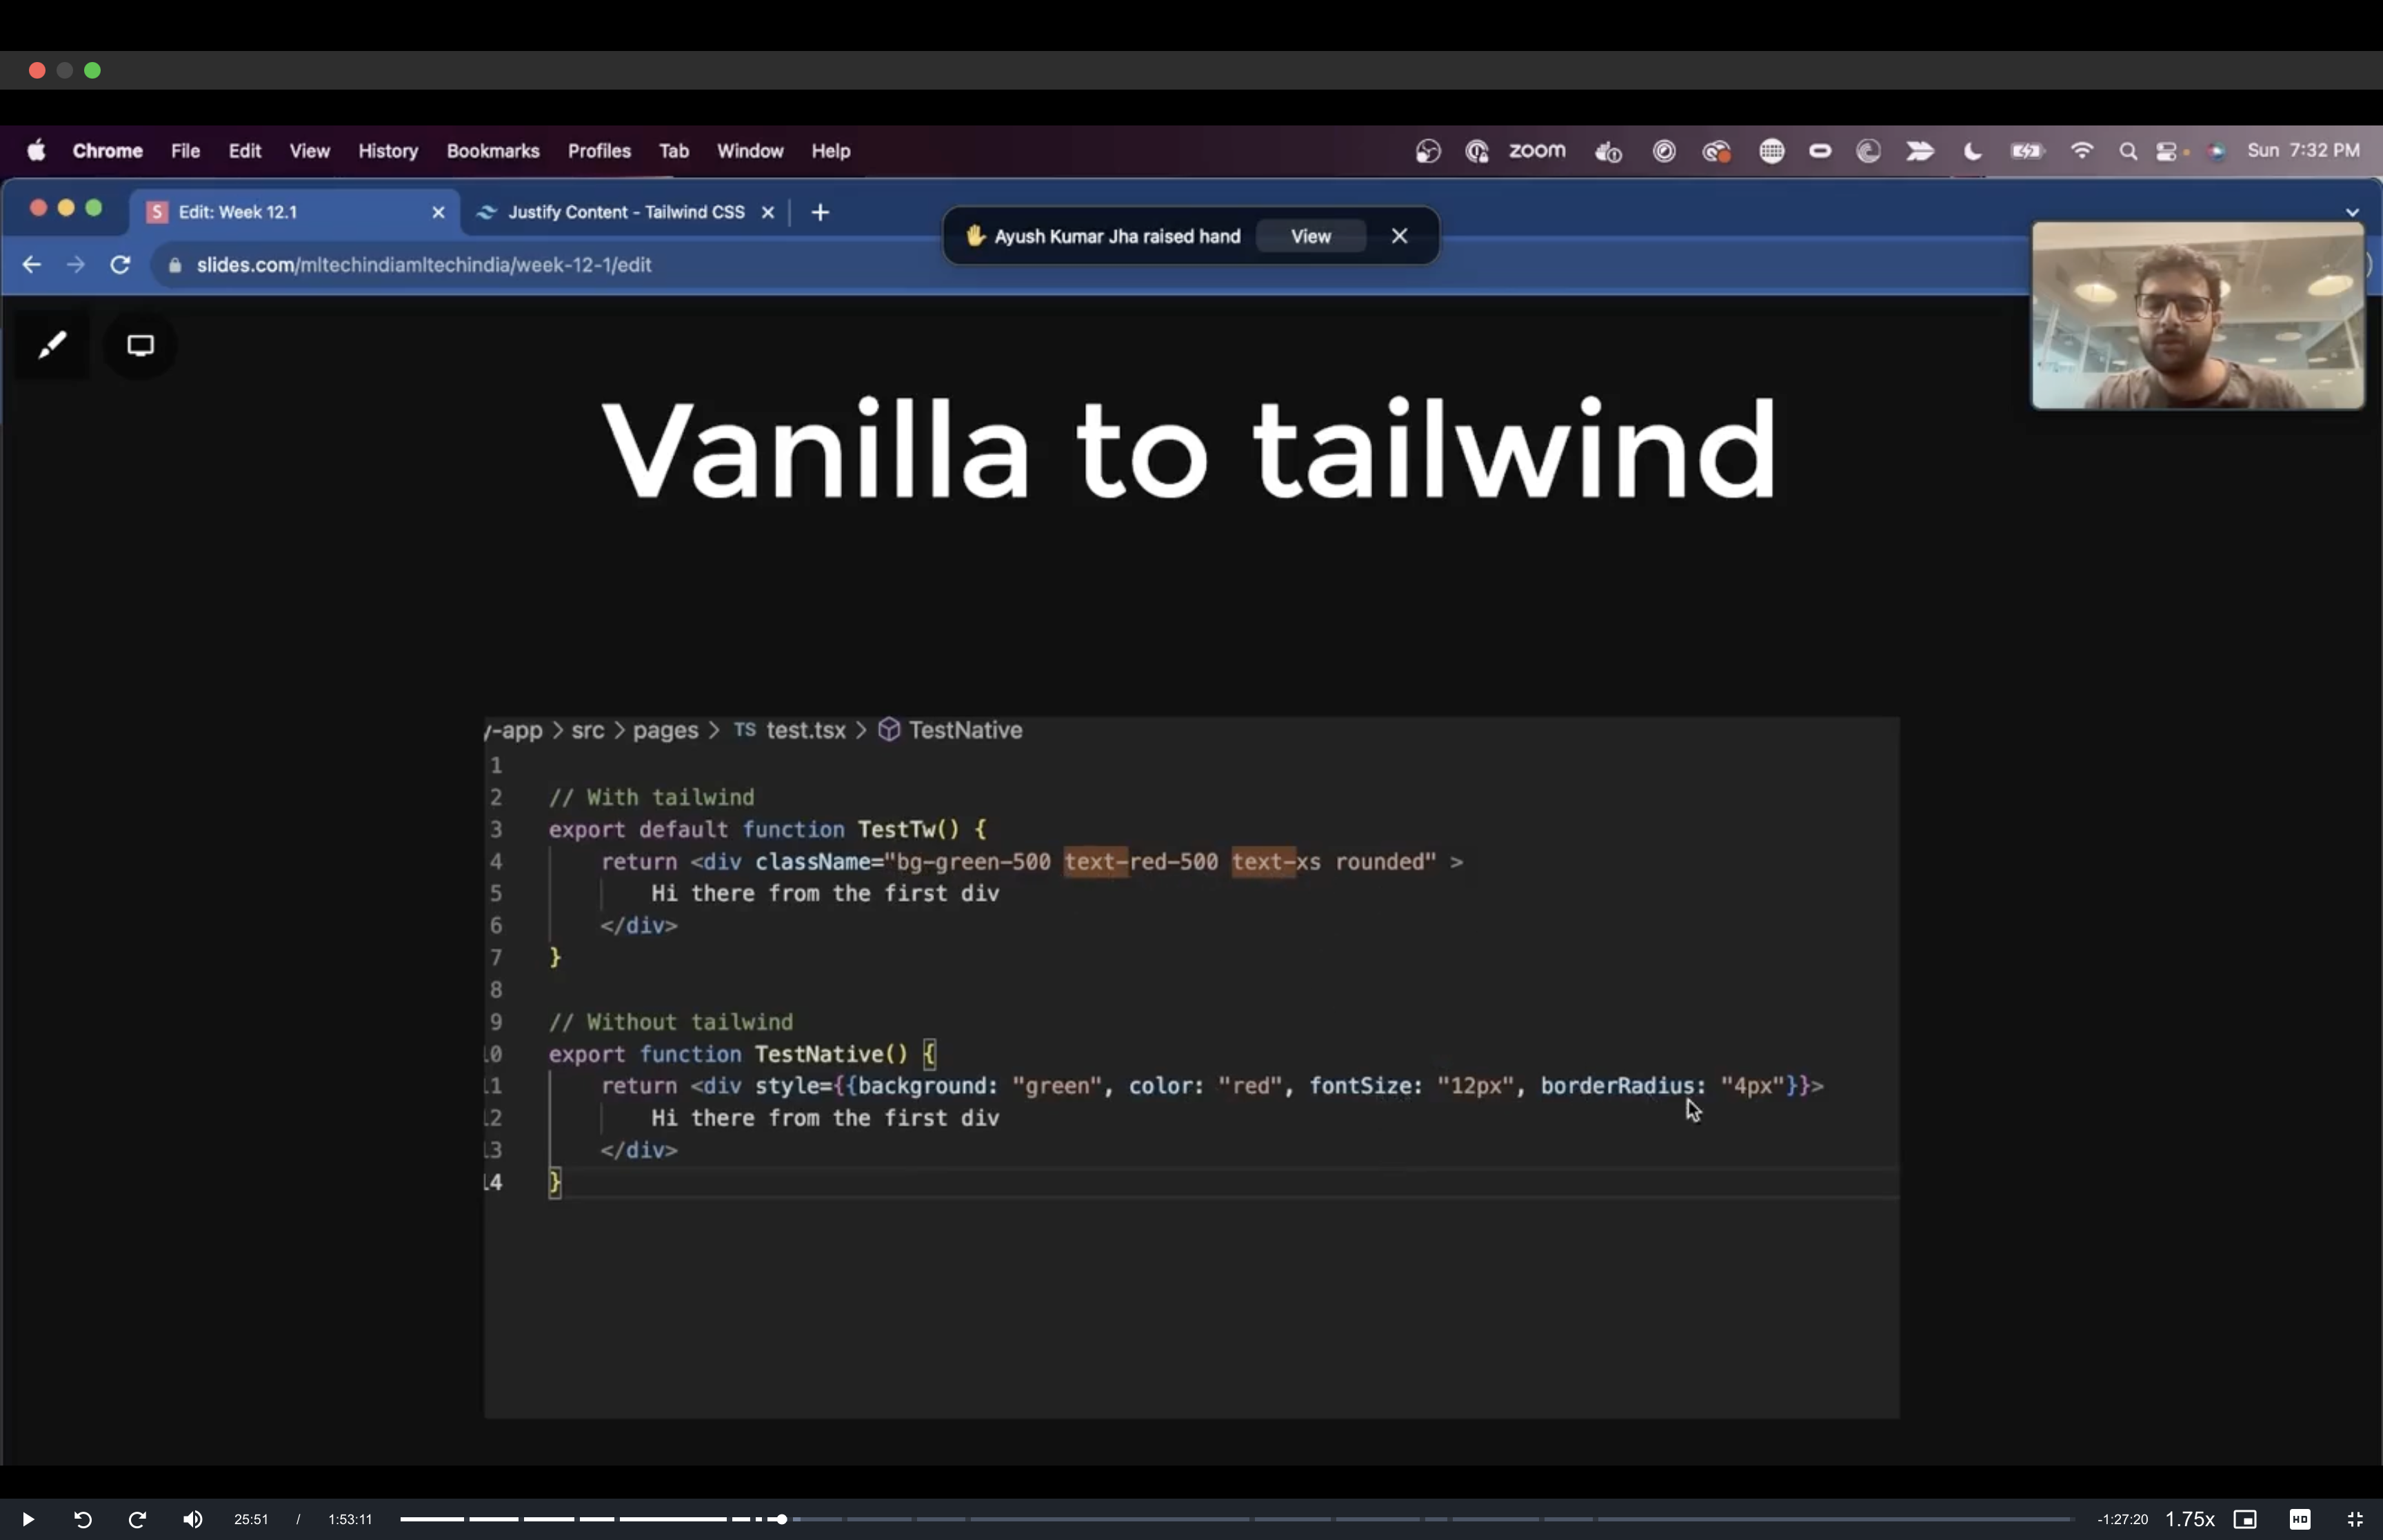 Chrome File Edit View History Bookmarks Profiles Tab Window Help zoom Sun 7:32 PM
S Edit: Week 12.1 Justify Content - Tailwind CSS
Ayush Kumar Jha raised hand View
slides.com/mltechindiamltechindia/week-12-1/edit
Vanilla to tailwind
y-app > src > pages > TS test.tsx > TestNative
1
2 // With tailwind
3 export default function TestTw() {
4 return <div className="bg-green-500 text-red-500 text-xs rounded" >
5 Hi there from the first div
6 </div>
7 }
8
9 // Without tailwind
10 export function TestNative() {
11 return <div style={{background: "green", color: "red", fontSize: "12px", borderRadius: "4px"}}>
12 Hi there from the first div
13 </div>
14 }
25:51 / 1:53:11 -1:27:20 1.75x HD